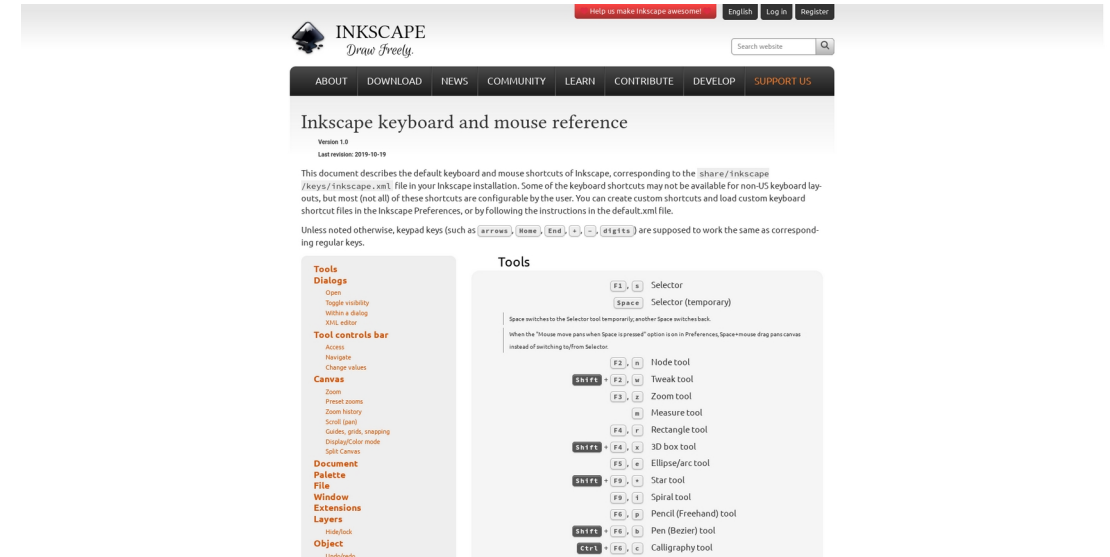 Help us make Inkscape awesome!
English Log in Register
INKSCAPE
Draw Freely.
Search website
ABOUT DOWNLOAD NEWS COMMUNITY LEARN CONTRIBUTE DEVELOP SUPPORT US
Inkscape keyboard and mouse reference
Version 1.0
Last revision: 2019-10-19
This document describes the default keyboard and mouse shortcuts of Inkscape, corresponding to the share/inkscape
/keys/inkscape.xml file in your Inkscape installation. Some of the keyboard shortcuts may not be available for non-US keyboard lay-
outs, but most (not all) of these shortcuts are configurable by the user. You can create custom shortcuts and load custom keyboard
shortcut files in the Inkscape Preferences, or by following the instructions in the default.xml file.
Unless noted otherwise, keypad keys (such as arrows, Home, End, +, -, digits) are supposed to work the same as correspond-
ing regular keys.
Tools
Dialogs
Open
Toggle visibility
Within a dialog
XML editor
Tool controls bar
Access
Navigate
Change values
Canvas
Zoom
Preset zooms
Zoom history
Scroll (pan)
Guides, grids, snapping
Display/Color mode
Split Canvas
Document
Palette
File
Window
Extensions
Layers
Hide/lock
Object
Undo/redo
Tools
F1, s Selector
Space Selector (temporary)
Space switches to the Selector tool temporarily; another Space switches back.
When the "Mouse move pans when Space is pressed" option is on in Preferences, Space+mouse drag pans canvas
instead of switching to/from Selector.
F2, n Node tool
Shift + F2, w Tweak tool
F3, z Zoom tool
m Measure tool
F4, r Rectangle tool
Shift + F4, x 3D box tool
F5, e Ellipse/arc tool
Shift + F9, * Star tool
F9, i Spiral tool
F6, p Pencil (Freehand) tool
Shift + F6, b Pen (Bezier) tool
Ctrl + F6, c Calligraphy tool